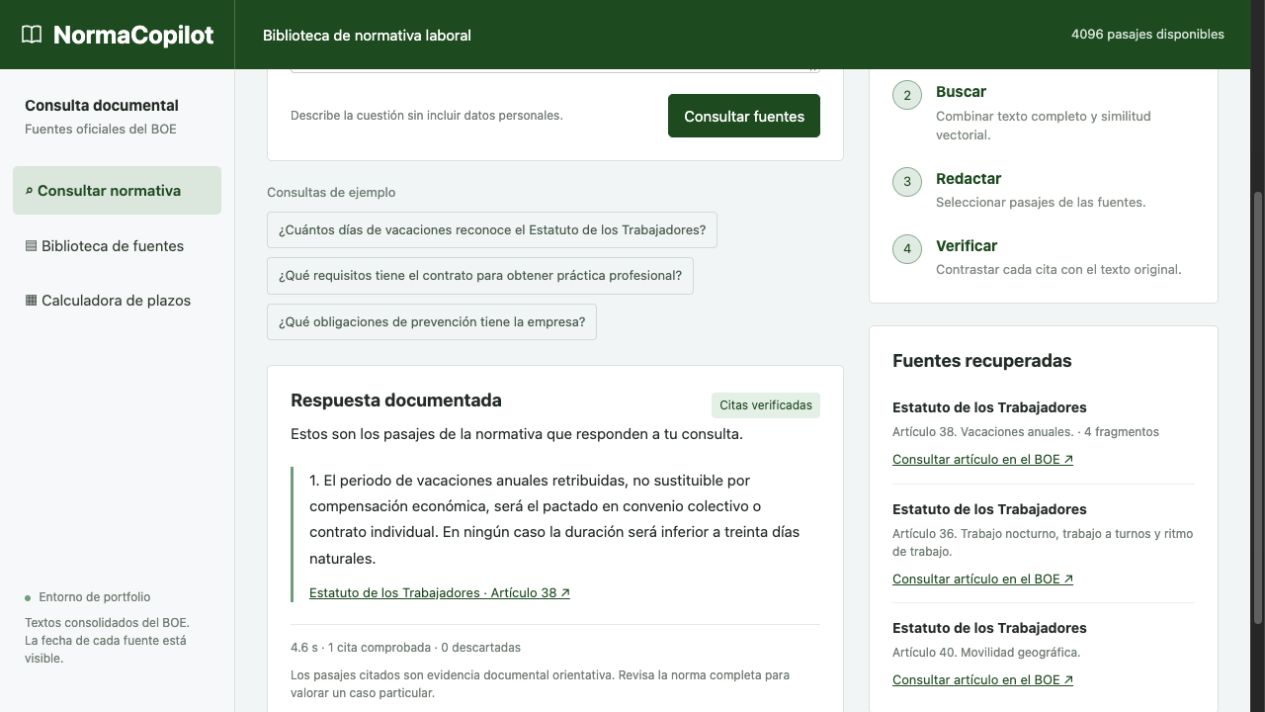 NormaCopilot
Biblioteca de normativa laboral
4096 pasajes disponibles
Consulta documental
Fuentes oficiales del BOE
Consultar normativa
Biblioteca de fuentes
Calculadora de plazos
Entorno de portfolio
Textos consolidados del BOE.
La fecha de cada fuente está
visible.
Describe la cuestión sin incluir datos personales.
Consultar fuentes
Consultas de ejemplo
¿Cuántos días de vacaciones reconoce el Estatuto de los Trabajadores?
¿Qué requisitos tiene el contrato para obtener práctica profesional?
¿Qué obligaciones de prevención tiene la empresa?
Respuesta documentada
Citas verificadas
Estos son los pasajes de la normativa que responden a tu consulta.
1. El periodo de vacaciones anuales retribuidas, no sustituible por
compensación económica, será el pactado en convenio colectivo o
contrato individual. En ningún caso la duración será inferior a treinta días
naturales.
Estatuto de los Trabajadores · Artículo 38 ↗
4.6 s · 1 cita comprobada · 0 descartadas
Los pasajes citados son evidencia documental orientativa. Revisa la norma completa para
valorar un caso particular.
2
Buscar
Combinar texto completo y similitud
vectorial.
3
Redactar
Seleccionar pasajes de las fuentes.
4
Verificar
Contrastar cada cita con el texto original.
Fuentes recuperadas
Estatuto de los Trabajadores
Artículo 38. Vacaciones anuales. · 4 fragmentos
Consultar artículo en el BOE ↗
Estatuto de los Trabajadores
Artículo 36. Trabajo nocturno, trabajo a turnos y ritmo
de trabajo.
Consultar artículo en el BOE ↗
Estatuto de los Trabajadores
Artículo 40. Movilidad geográfica.
Consultar artículo en el BOE ↗